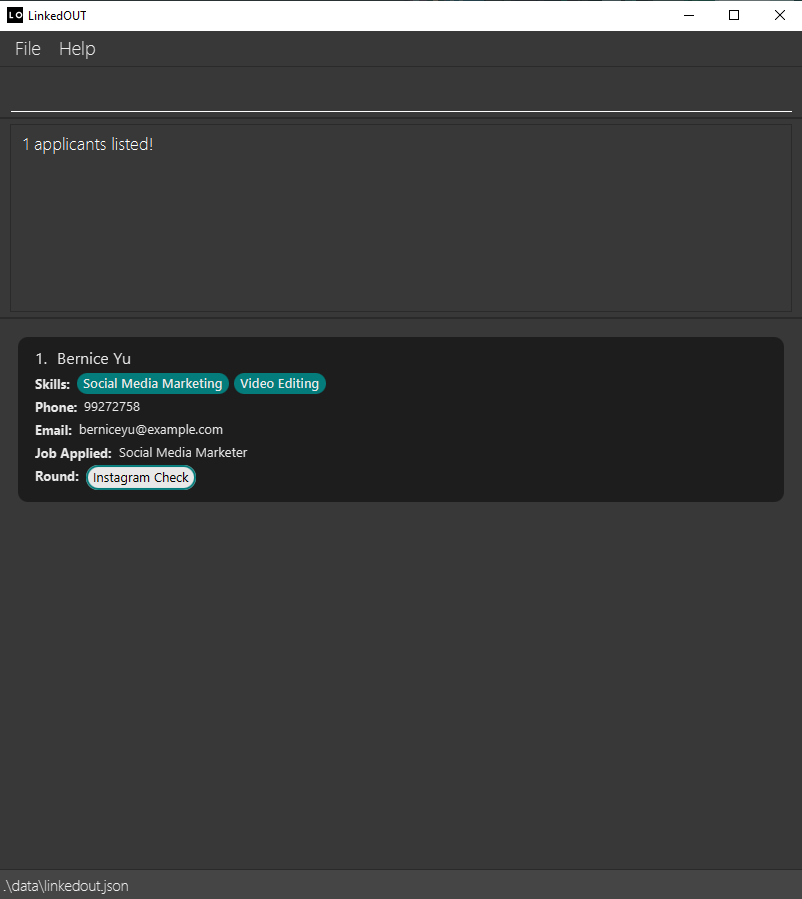 LO LinkedOUT
File Help
1 applicants listed!
1. Bernice Yu
Skills: Social Media Marketing Video Editing
Phone: 99272758
Email: berniceyu@example.com
Job Applied: Social Media Marketer
Round: Instagram Check
.\data\linkedout.json